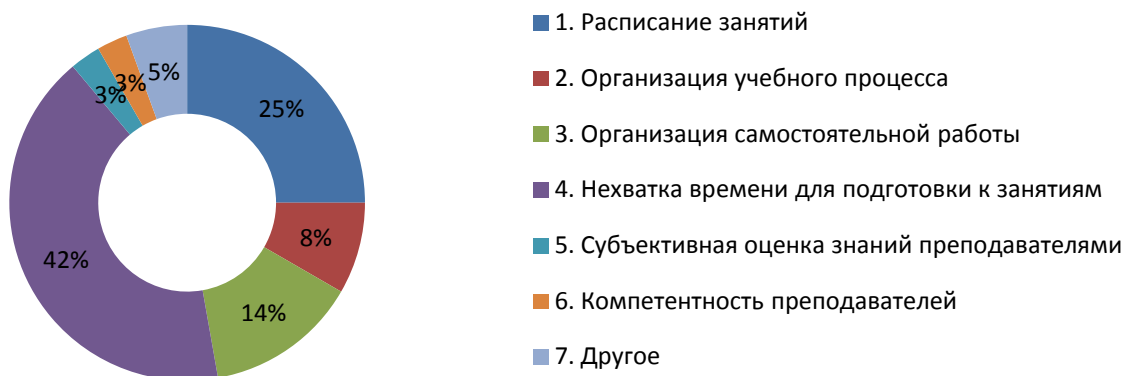 25%
8%
14%
42%
3%
3%
5%
1. Расписание занятий
2. Организация учебного процесса
3. Организация самостоятельной работы
4. Нехватка времени для подготовки к занятиям
5. Субъективная оценка знаний преподавателями
6. Компетентность преподавателей
7. Другое